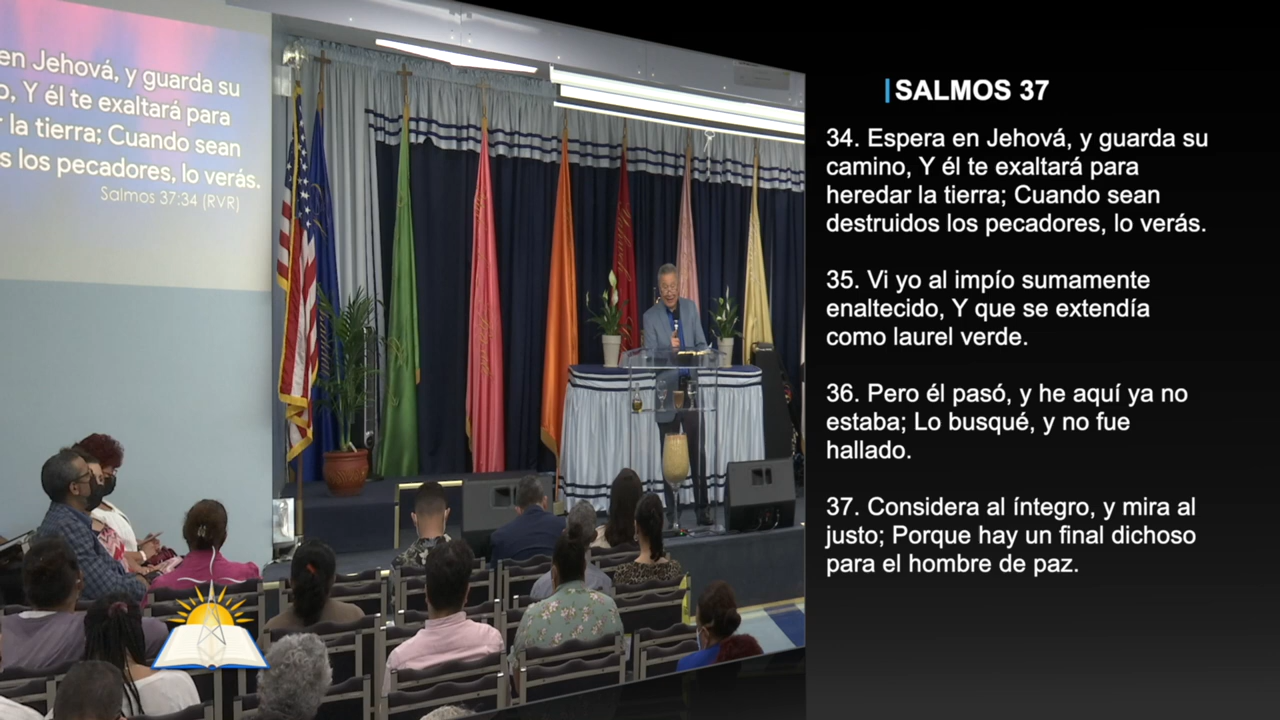 en Jehová, y guarda su
o, Y él te exaltará para
r la tierra; Cuando sean
s los pecadores, lo verás.
Salmos 37:34 (RVR)
SALMOS 37
34. Espera en Jehová, y guarda su
camino, Y él te exaltará para
heredar la tierra; Cuando sean
destruidos los pecadores, lo verás.
35. Vi yo al impío sumamente
enaltecido, Y que se extendía
como laurel verde.
36. Pero él pasó, y he aquí ya no
estaba; Lo busqué, y no fue
hallado.
37. Considera al íntegro, y mira al
justo; Porque hay un final dichoso
para el hombre de paz.